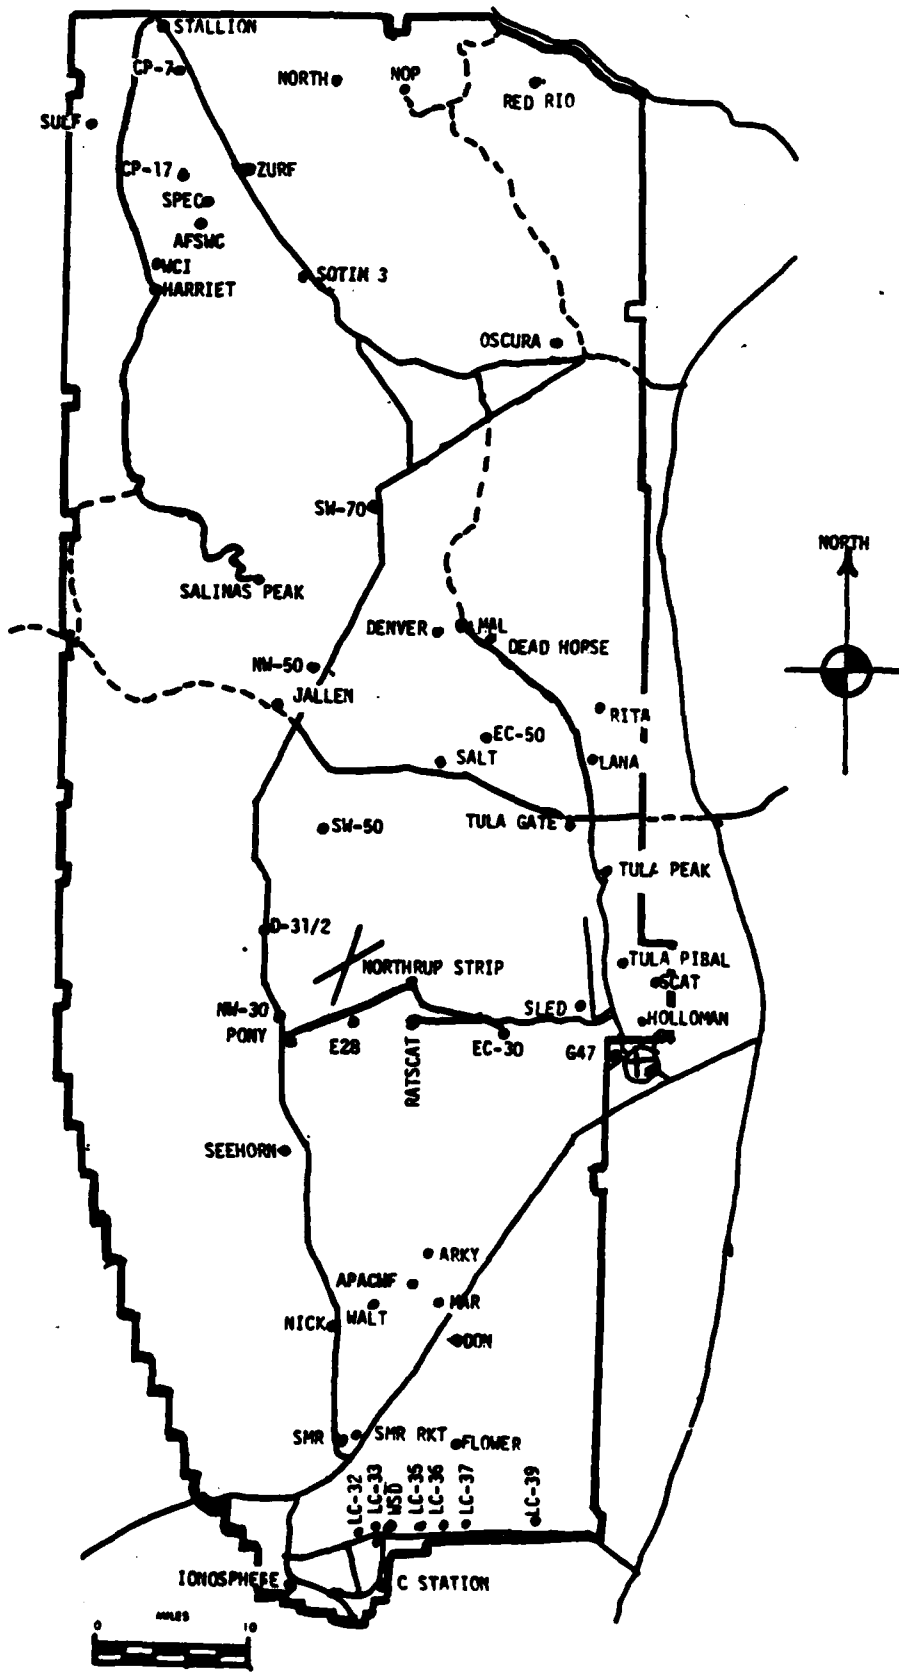 STALLION
CP-7
NORTH
NOP
RED RIO
SULF
CP-17
ZURF
SPEC
AFSWC
WCI
HARRIET
SOTIM 3
OSCURA
SW-70
NORTH
SALINAS PEAK
DENVER
MAL
DEAD HORSE
NW-50
JALLEN
RITA
EC-50
SALT
LANA
SW-50
TULA GATE
TULA PEAK
D-31/2
NORTHRUP STRIP
TULA PIBAL
SCAT
NW-30
SLED
HOLLOMAN
PONY
E28
RATSCAT
EC-30
G47
SEEHORN
ARKY
APACHE
WALT
MAR
NICK
DON
SMR
SMR RKT
FLOWER
LC-32
LC-33
WSD
LC-35
LC-36
LC-37
LC-39
IONOSPHERE
C STATION
MILES
0 10